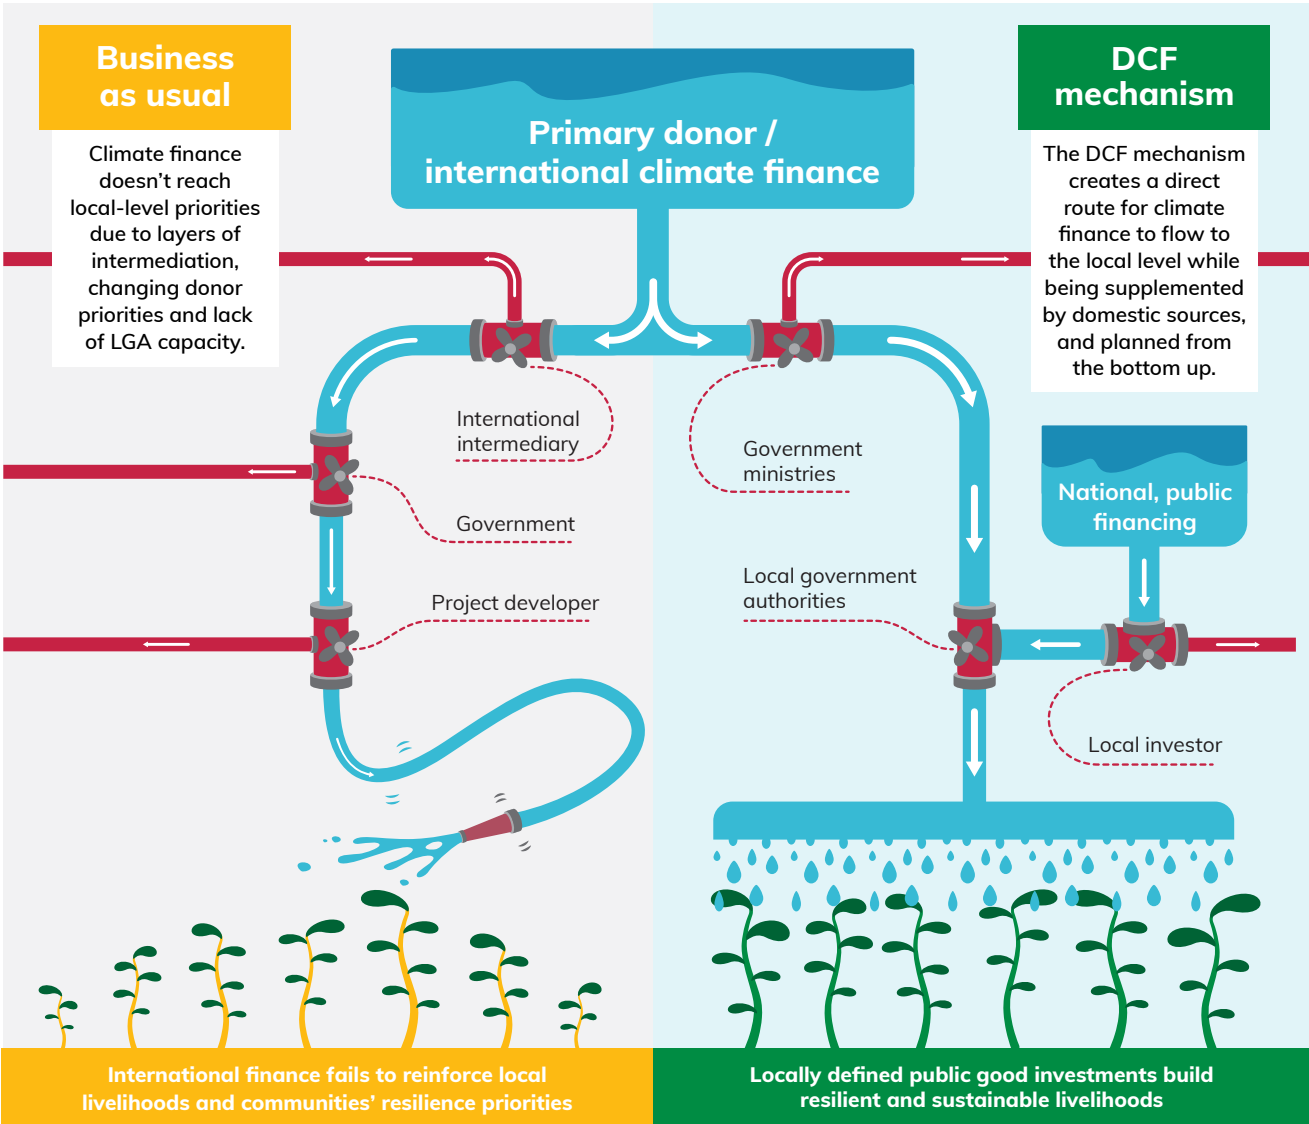 Business
as usual
Climate finance
doesn’t reach
local-level priorities
due to layers of
intermediation,
changing donor
priorities and lack
of LGA capacity.
Primary donor /
international climate finance
DCF
mechanism
The DCF mechanism
creates a direct
route for climate
finance to flow to
the local level while
being supplemented
by domestic sources,
and planned from
the bottom up.
International
intermediary
Government
Project developer
Government
ministries
National, public
financing
Local government
authorities
Local investor
International finance fails to reinforce local
livelihoods and communities’ resilience priorities
Locally defined public good investments build
resilient and sustainable livelihoods